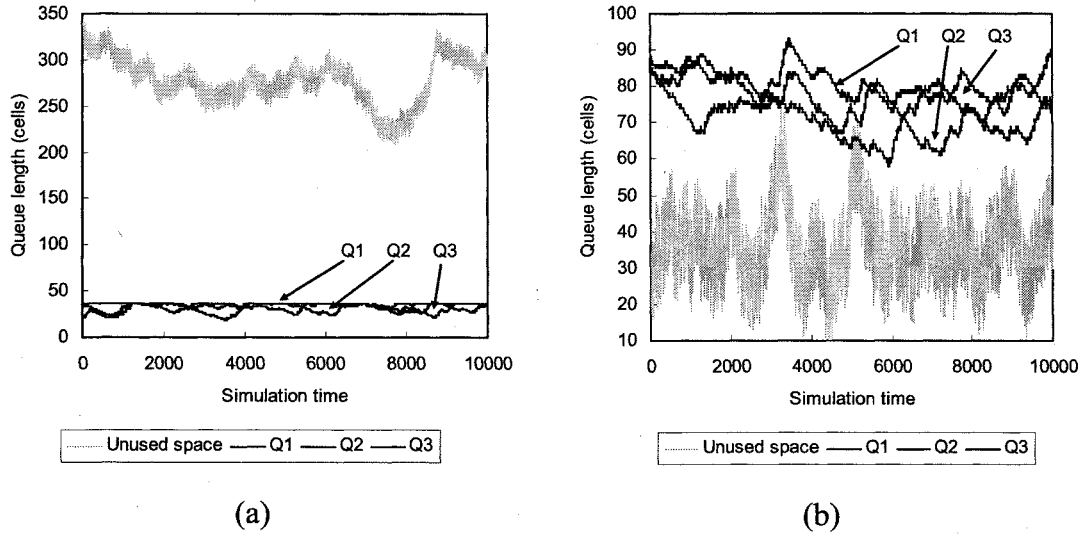 350
300
250
200
150
100
50
0
Queue length (cells)
Q1 Q2 Q3
0 2000 4000 6000 8000 10000
Simulation time
Unused space Q1 Q2 Q3
(a)
100
90
80
70
60
50
40
30
20
10
Queue length (cells)
Q1 Q2 Q3
0 2000 4000 6000 8000 10000
Simulation time
Unused space Q1 Q2 Q3
(b)